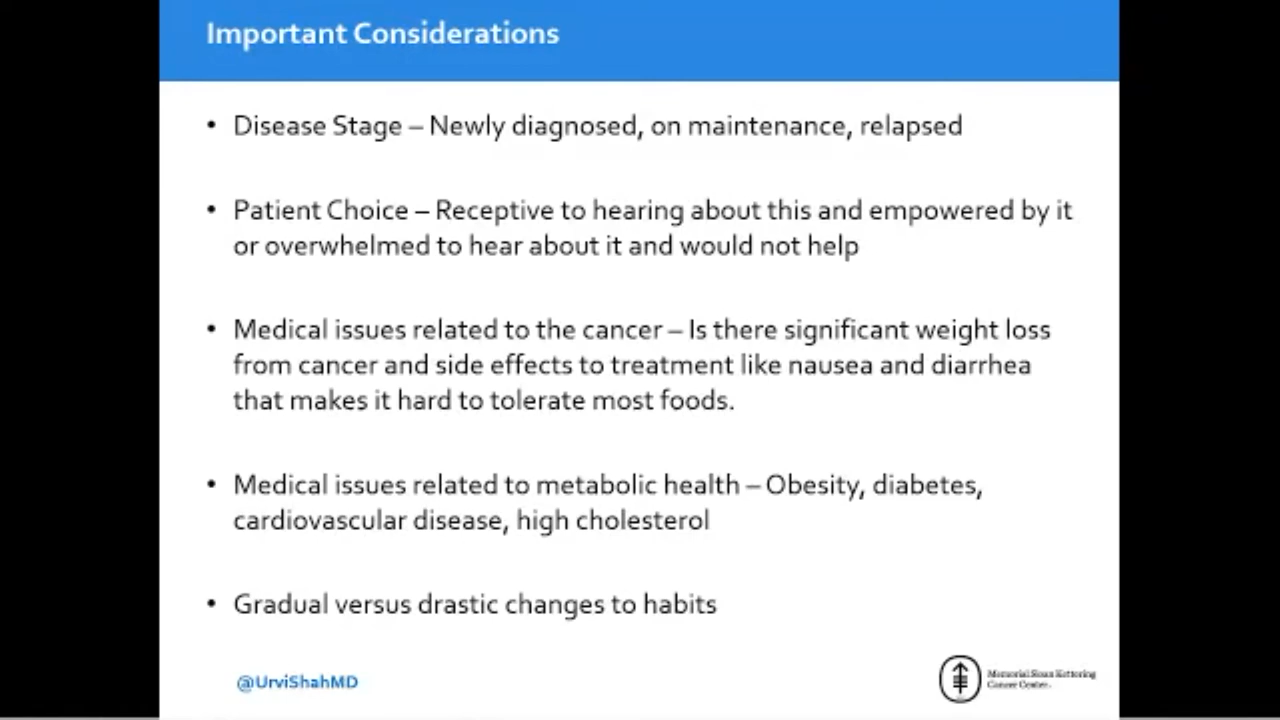 Important Considerations
• Disease Stage – Newly diagnosed, on maintenance, relapsed
• Patient Choice – Receptive to hearing about this and empowered by it
or overwhelmed to hear about it and would not help
• Medical issues related to the cancer – Is there significant weight loss
from cancer and side effects to treatment like nausea and diarrhea
that makes it hard to tolerate most foods.
• Medical issues related to metabolic health – Obesity, diabetes,
cardiovascular disease, high cholesterol
• Gradual versus drastic changes to habits
@UrviShahMD
Memorial Sloan Kettering
Cancer Center